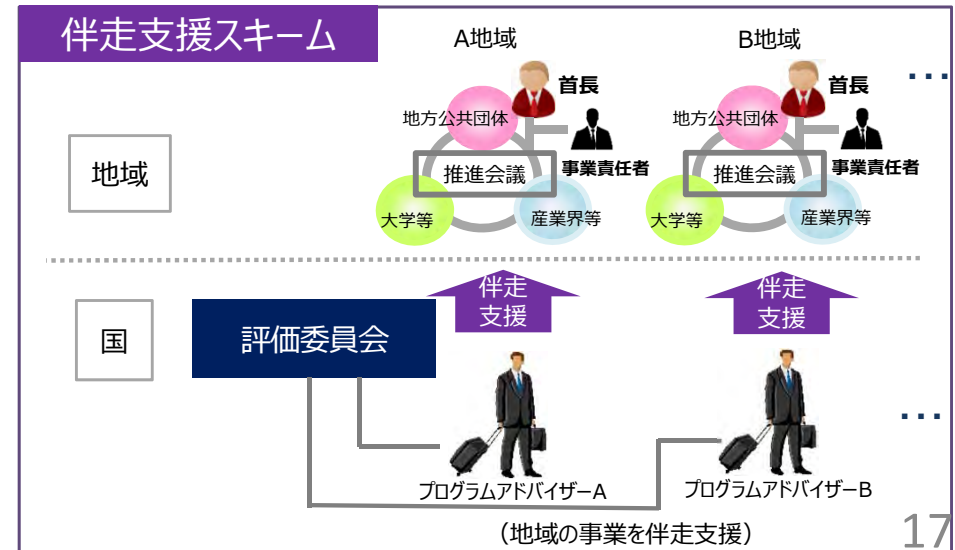 伴走支援スキーム
A地域
B地域
地域
首長
地方公共団体
推進会議
事業責任者
大学等
産業界等
首長
地方公共団体
推進会議
事業責任者
大学等
産業界等
…
国
評価委員会
伴走
支援
伴走
支援
…
プログラムアドバイザーA
プログラムアドバイザーB
(地域の事業を伴走支援)
17